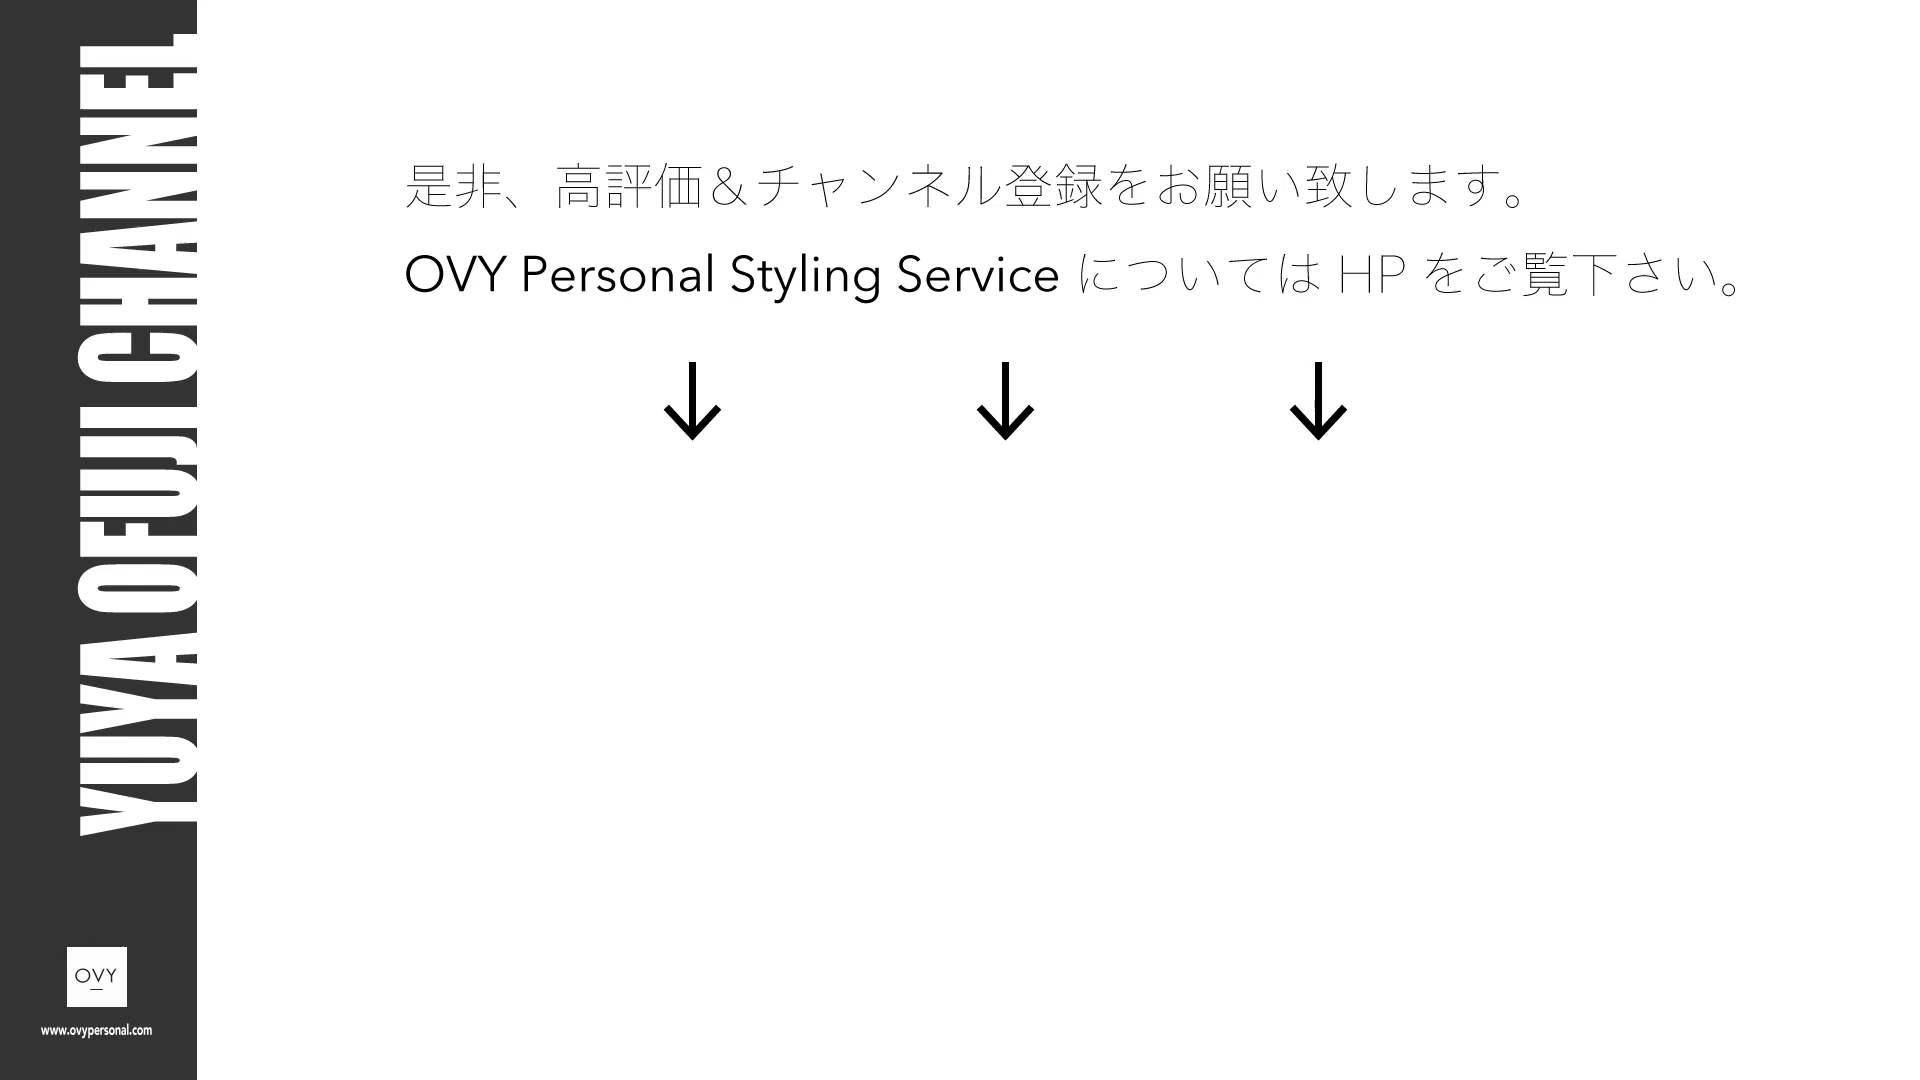 YUYA OFUJI CHANNEL
是非、高評価＆チャンネル登録をお願い致します。
OVY Personal Styling Service については HP をご覧下さい。
OVY
www.ovypersonal.com